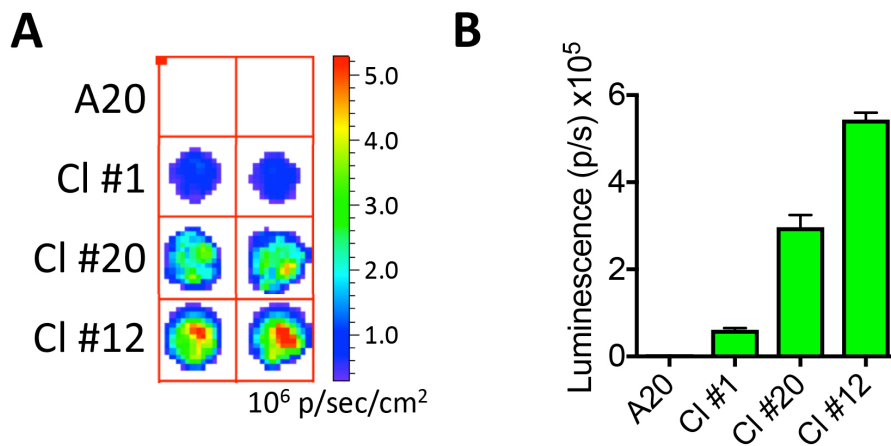 A
A20
Cl #1
Cl #20
Cl #12
5.0
4.0
3.0
2.0
1.0
10⁶ p/sec/cm²
B
Luminescence (p/s) x10⁵
6
4
2
0
A20
Cl #1
Cl #20
Cl #12